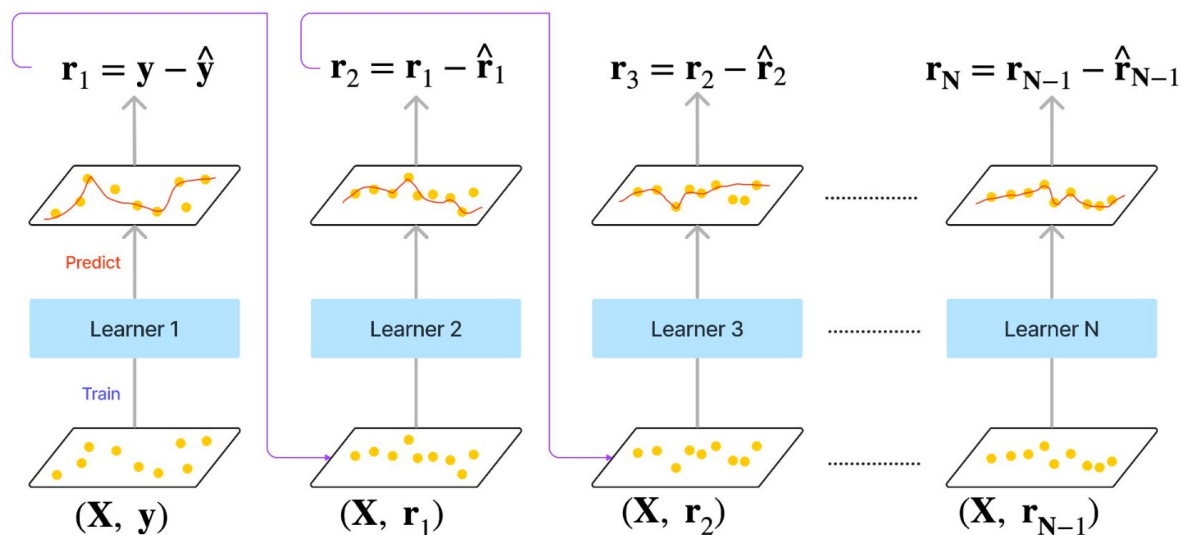 r₁ = y − ŷ
r₂ = r₁ − r̂₁
r₃ = r₂ − r̂₂
r_N = r_{N−1} − r̂_{N−1}
Predict
Learner 1
Learner 2
Learner 3
Learner N
Train
(X, y)
(X, r₁)
(X, r₂)
(X, r_{N−1})